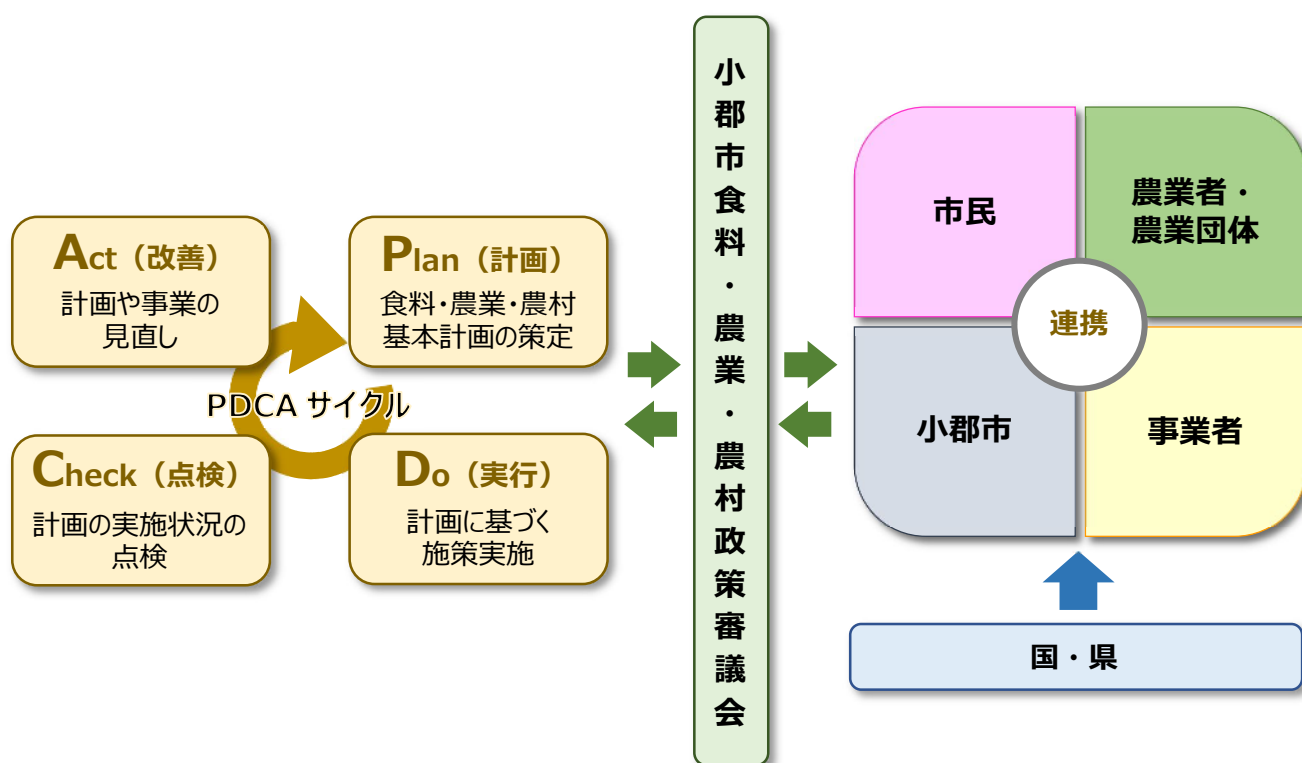 Act（改善）
計画や事業の
見直し
Plan（計画）
食料・農業・農村
基本計画の策定
PDCA サイクル
Check（点検）
計画の実施状況の
点検
Do（実行）
計画に基づく
施策実施
小郡市食料・農業・農村政策審議会
市民
農業者・
農業団体
連携
小郡市
事業者
国・県